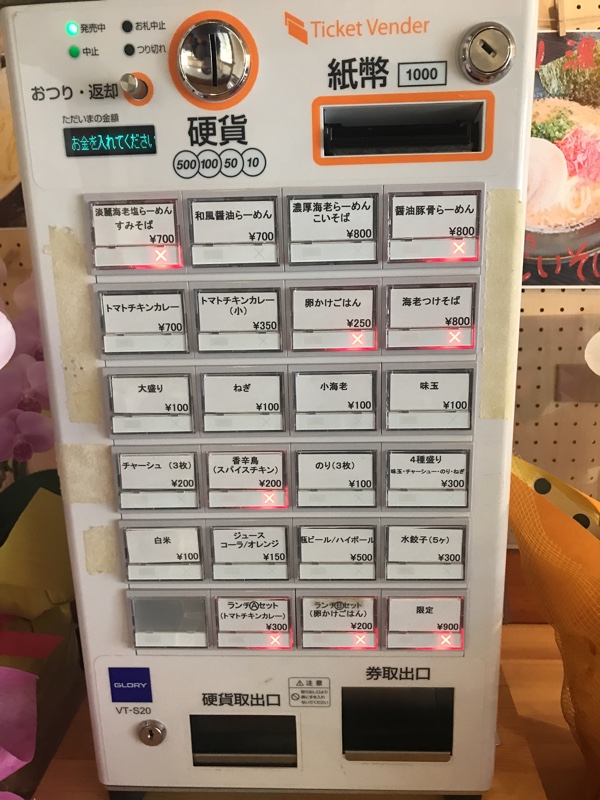 発売中
お札中止
中止
つり切れ
Ticket Vender
おつり・返却
紙幣 1000
ただいまの金額
お金を入れてください
硬貨
500 100 50 10
淡麗海老塩らーめん
すみそば
¥700
和風醤油らーめん
¥700
濃厚海老らーめん
こいそば
¥800
醤油豚骨らーめん
¥800
トマトチキンカレー
¥700
トマトチキンカレー
(小)
¥350
卵かけごはん
¥250
海老つけそば
¥800
大盛り
¥100
ねぎ
¥100
小海老
¥100
味玉
¥100
チャーシュ (3枚)
¥200
香辛鳥
(スパイスチキン)
¥200
のり(3枚)
¥100
4種盛り
味玉・チャーシュー・のり・ねぎ
¥300
白米
¥100
ジュース
コーラ/オレンジ
¥150
瓶ビール/ハイボール
¥500
水餃子(5ヶ)
¥300
ランチⒶセット
(トマトチキンカレー)
¥300
ランチⒷセット
(卵かけごはん)
¥200
限定
¥900
GLORY
VT-S20
硬貨取出口
注意
券取出口